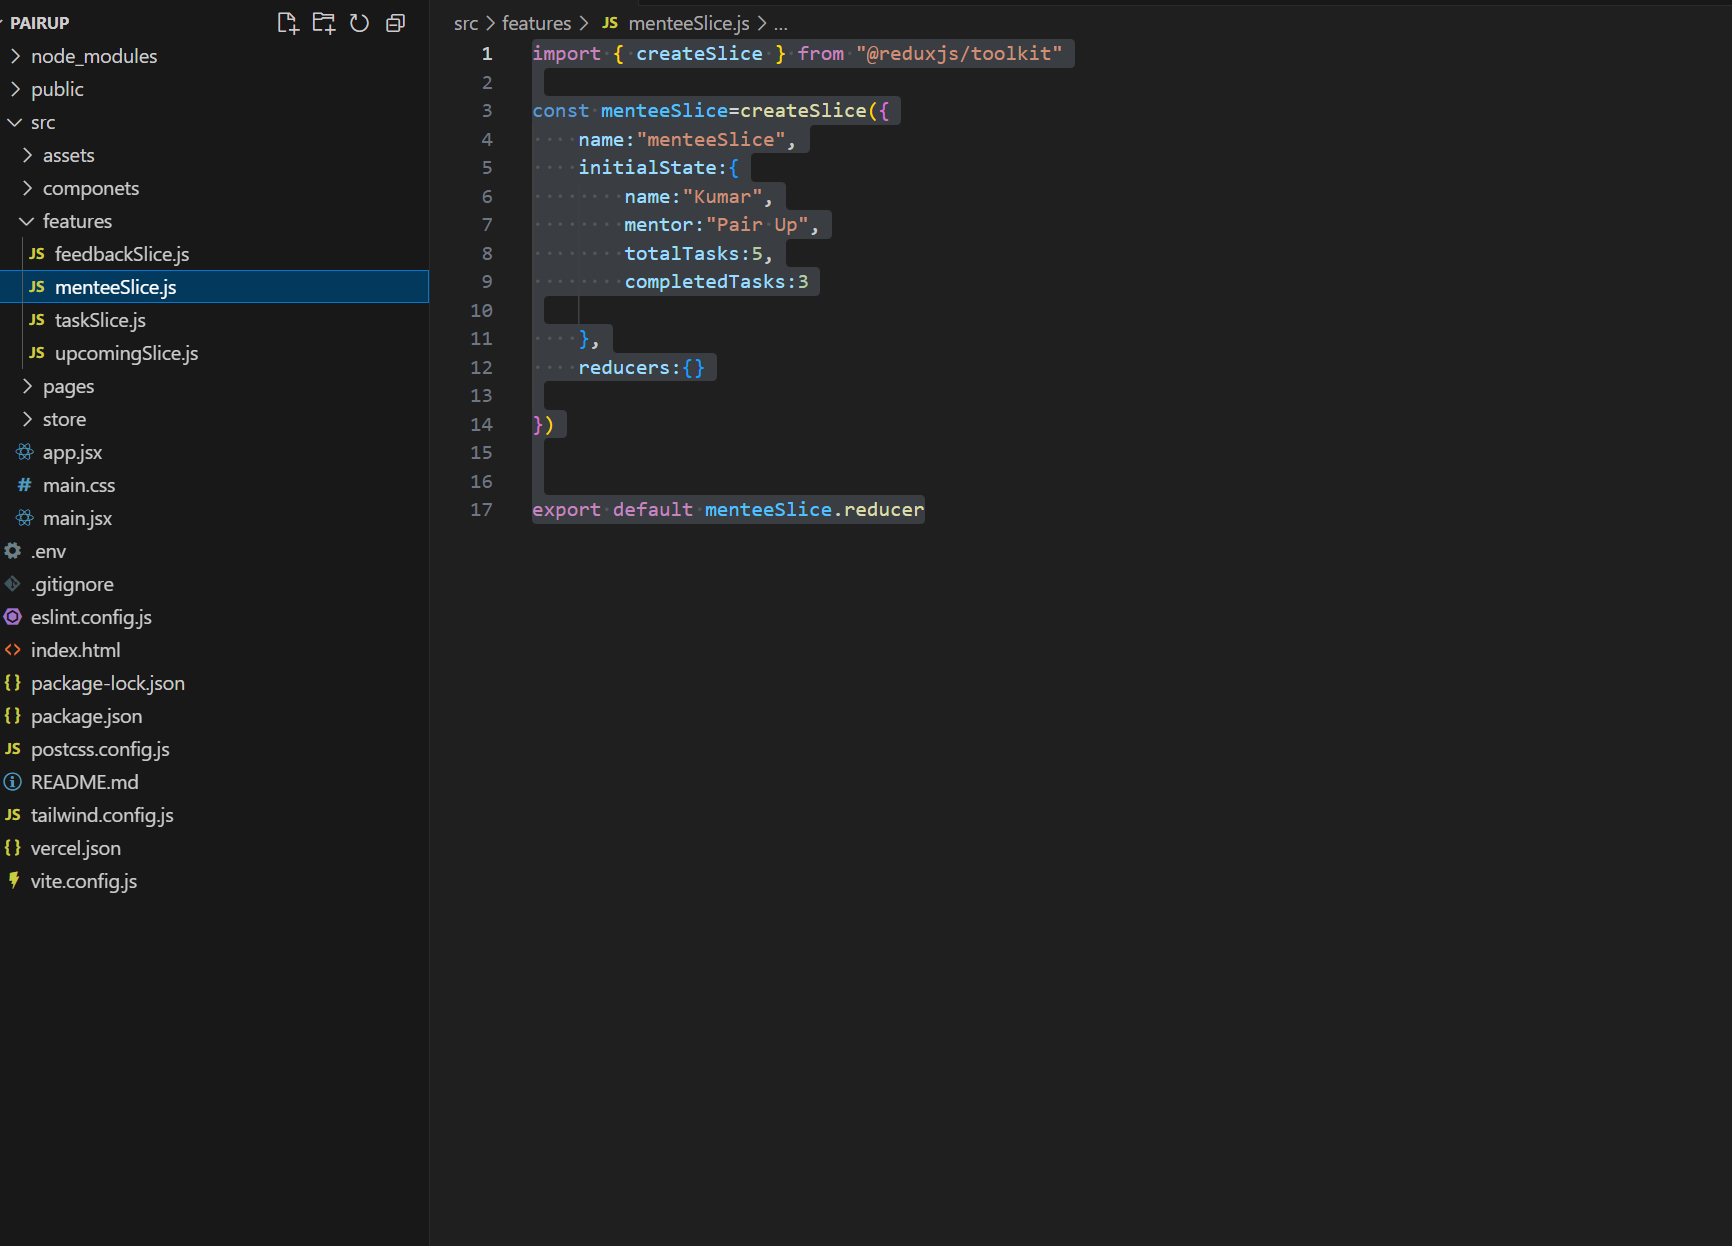 PAIRUP
node_modules
public
src
assets
componets
features
JS feedbackSlice.js
JS menteeSlice.js
JS taskSlice.js
JS upcomingSlice.js
pages
store
app.jsx
# main.css
main.jsx
.env
.gitignore
eslint.config.js
<> index.html
{} package-lock.json
{} package.json
JS postcss.config.js
README.md
JS tailwind.config.js
{} vercel.json
vite.config.js
src > features > JS menteeSlice.js > ...
1 import { createSlice } from "@reduxjs/toolkit"
2
3 const menteeSlice=createSlice({
4     name:"menteeSlice",
5     initialState:{
6         name:"Kumar",
7         mentor:"Pair Up",
8         totalTasks:5,
9         completedTasks:3
10
11     },
12     reducers:{}
13
14 })
15
16
17 export default menteeSlice.reducer